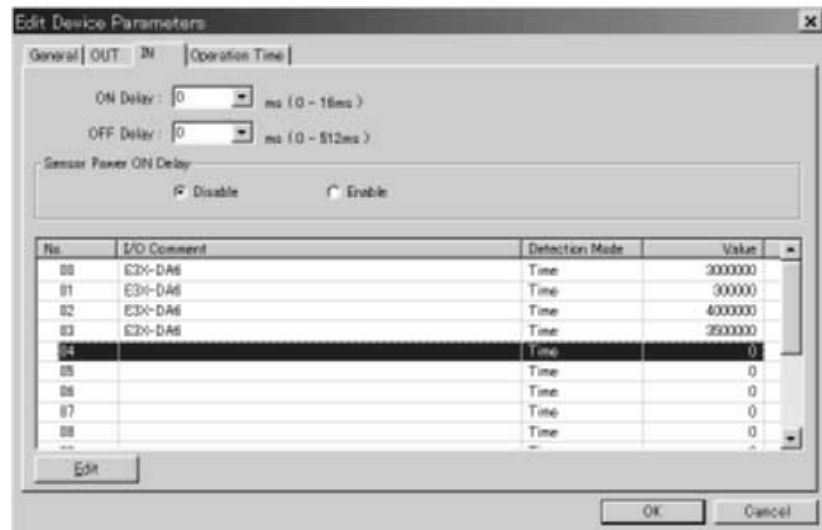 Edit Device Parameters
General OUT IN Operation Time
ON Delay : 0 ms ( 0 - 16ms )
OFF Delay : 0 ms ( 0 - 512ms )
Sensor Power ON Delay
Disable Enable
No. I/O Comment Detection Mode Value
00 E3X-DA6 Time 3000000
01 E3X-DA6 Time 300000
02 E3X-DA6 Time 4000000
03 E3X-DA6 Time 3500000
04 Time 0
05 Time 0
06 Time 0
07 Time 0
08 Time 0
Edit
OK Cancel